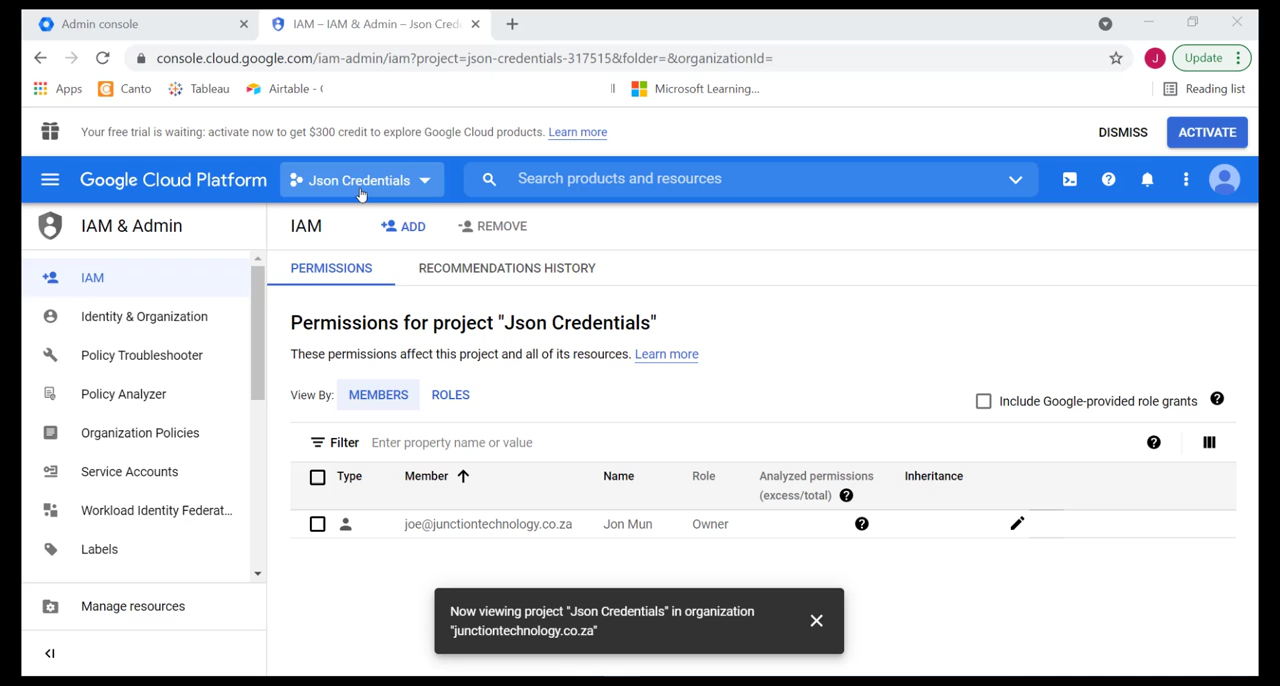 Admin console
IAM – IAM & Admin – Json Cred
console.cloud.google.com/iam-admin/iam?project=json-credentials-317515&folder=&organizationId=
J
Update
Apps
Canto
Tableau
Airtable - (
Microsoft Learning...
Reading list
Your free trial is waiting: activate now to get $300 credit to explore Google Cloud products. Learn more
DISMISS
ACTIVATE
Google Cloud Platform
Json Credentials
Search products and resources
IAM & Admin
IAM
ADD
REMOVE
IAM
Identity & Organization
Policy Troubleshooter
Policy Analyzer
Organization Policies
Service Accounts
Workload Identity Federat...
Labels
Manage resources
PERMISSIONS
RECOMMENDATIONS HISTORY
Permissions for project "Json Credentials"
These permissions affect this project and all of its resources. Learn more
View By: MEMBERS ROLES
Include Google-provided role grants
Filter Enter property name or value
Type Member Name Role Analyzed permissions Inheritance
(excess/total)
joe@junctiontechnology.co.za Jon Mun Owner
Now viewing project "Json Credentials" in organization
"junctiontechnology.co.za"